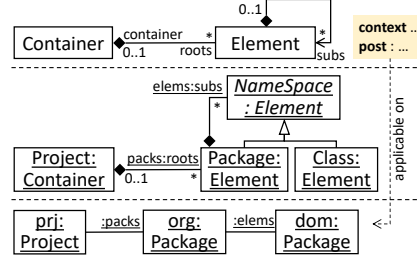 0..1
container
*
*
context ...
Container
Element
post : ...
0..1
roots
subs
elems:subs
NameSpace
*
: Element
applicable on
Project:
Container
packs:roots
Package:
Element
Class:
Element
0..1
*
prj:
Project
:packs
org:
Package
:elems
dom:
Package